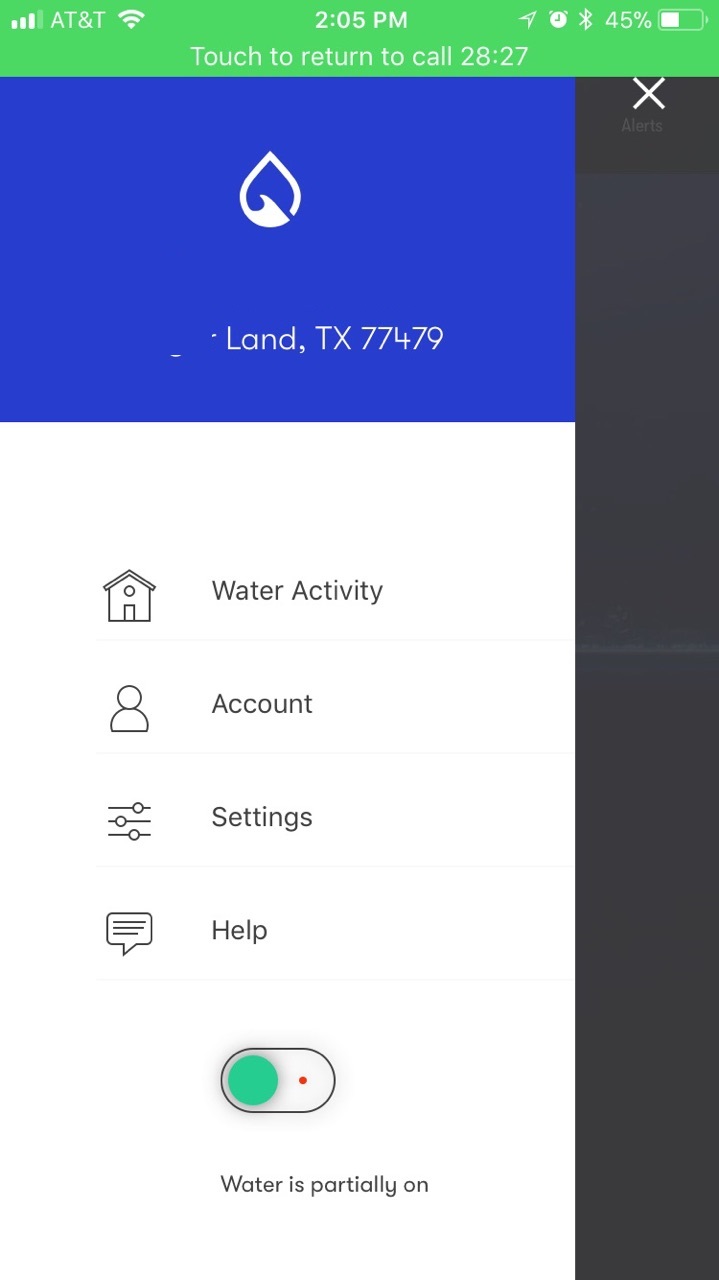 AT&T 2:05 PM 45%
Touch to return to call 28:27
Alerts
Land, TX 77479
Water Activity
Account
Settings
Help
Water is partially on